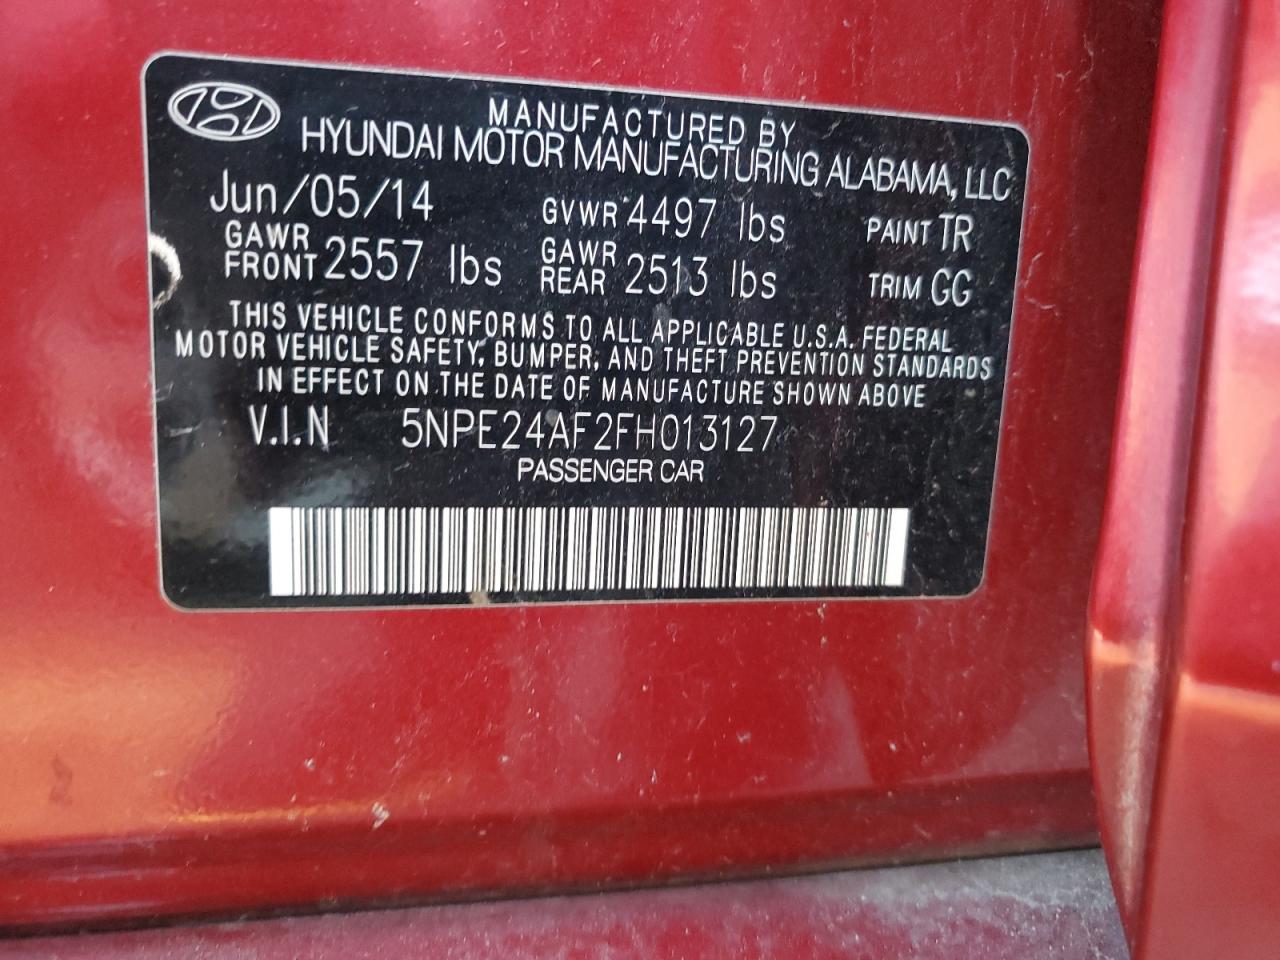 MANUFACTURED BY
HYUNDAI MOTOR MANUFACTURING ALABAMA, LLC
Jun/05/14 GVWR 4497 lbs PAINT TR
GAWR FRONT 2557 lbs GAWR REAR 2513 lbs TRIM GG
THIS VEHICLE CONFORMS TO ALL APPLICABLE U.S.A. FEDERAL
MOTOR VEHICLE SAFETY, BUMPER, AND THEFT PREVENTION STANDARDS
IN EFFECT ON THE DATE OF MANUFACTURE SHOWN ABOVE
V.I.N 5NPE24AF2FH013127
PASSENGER CAR